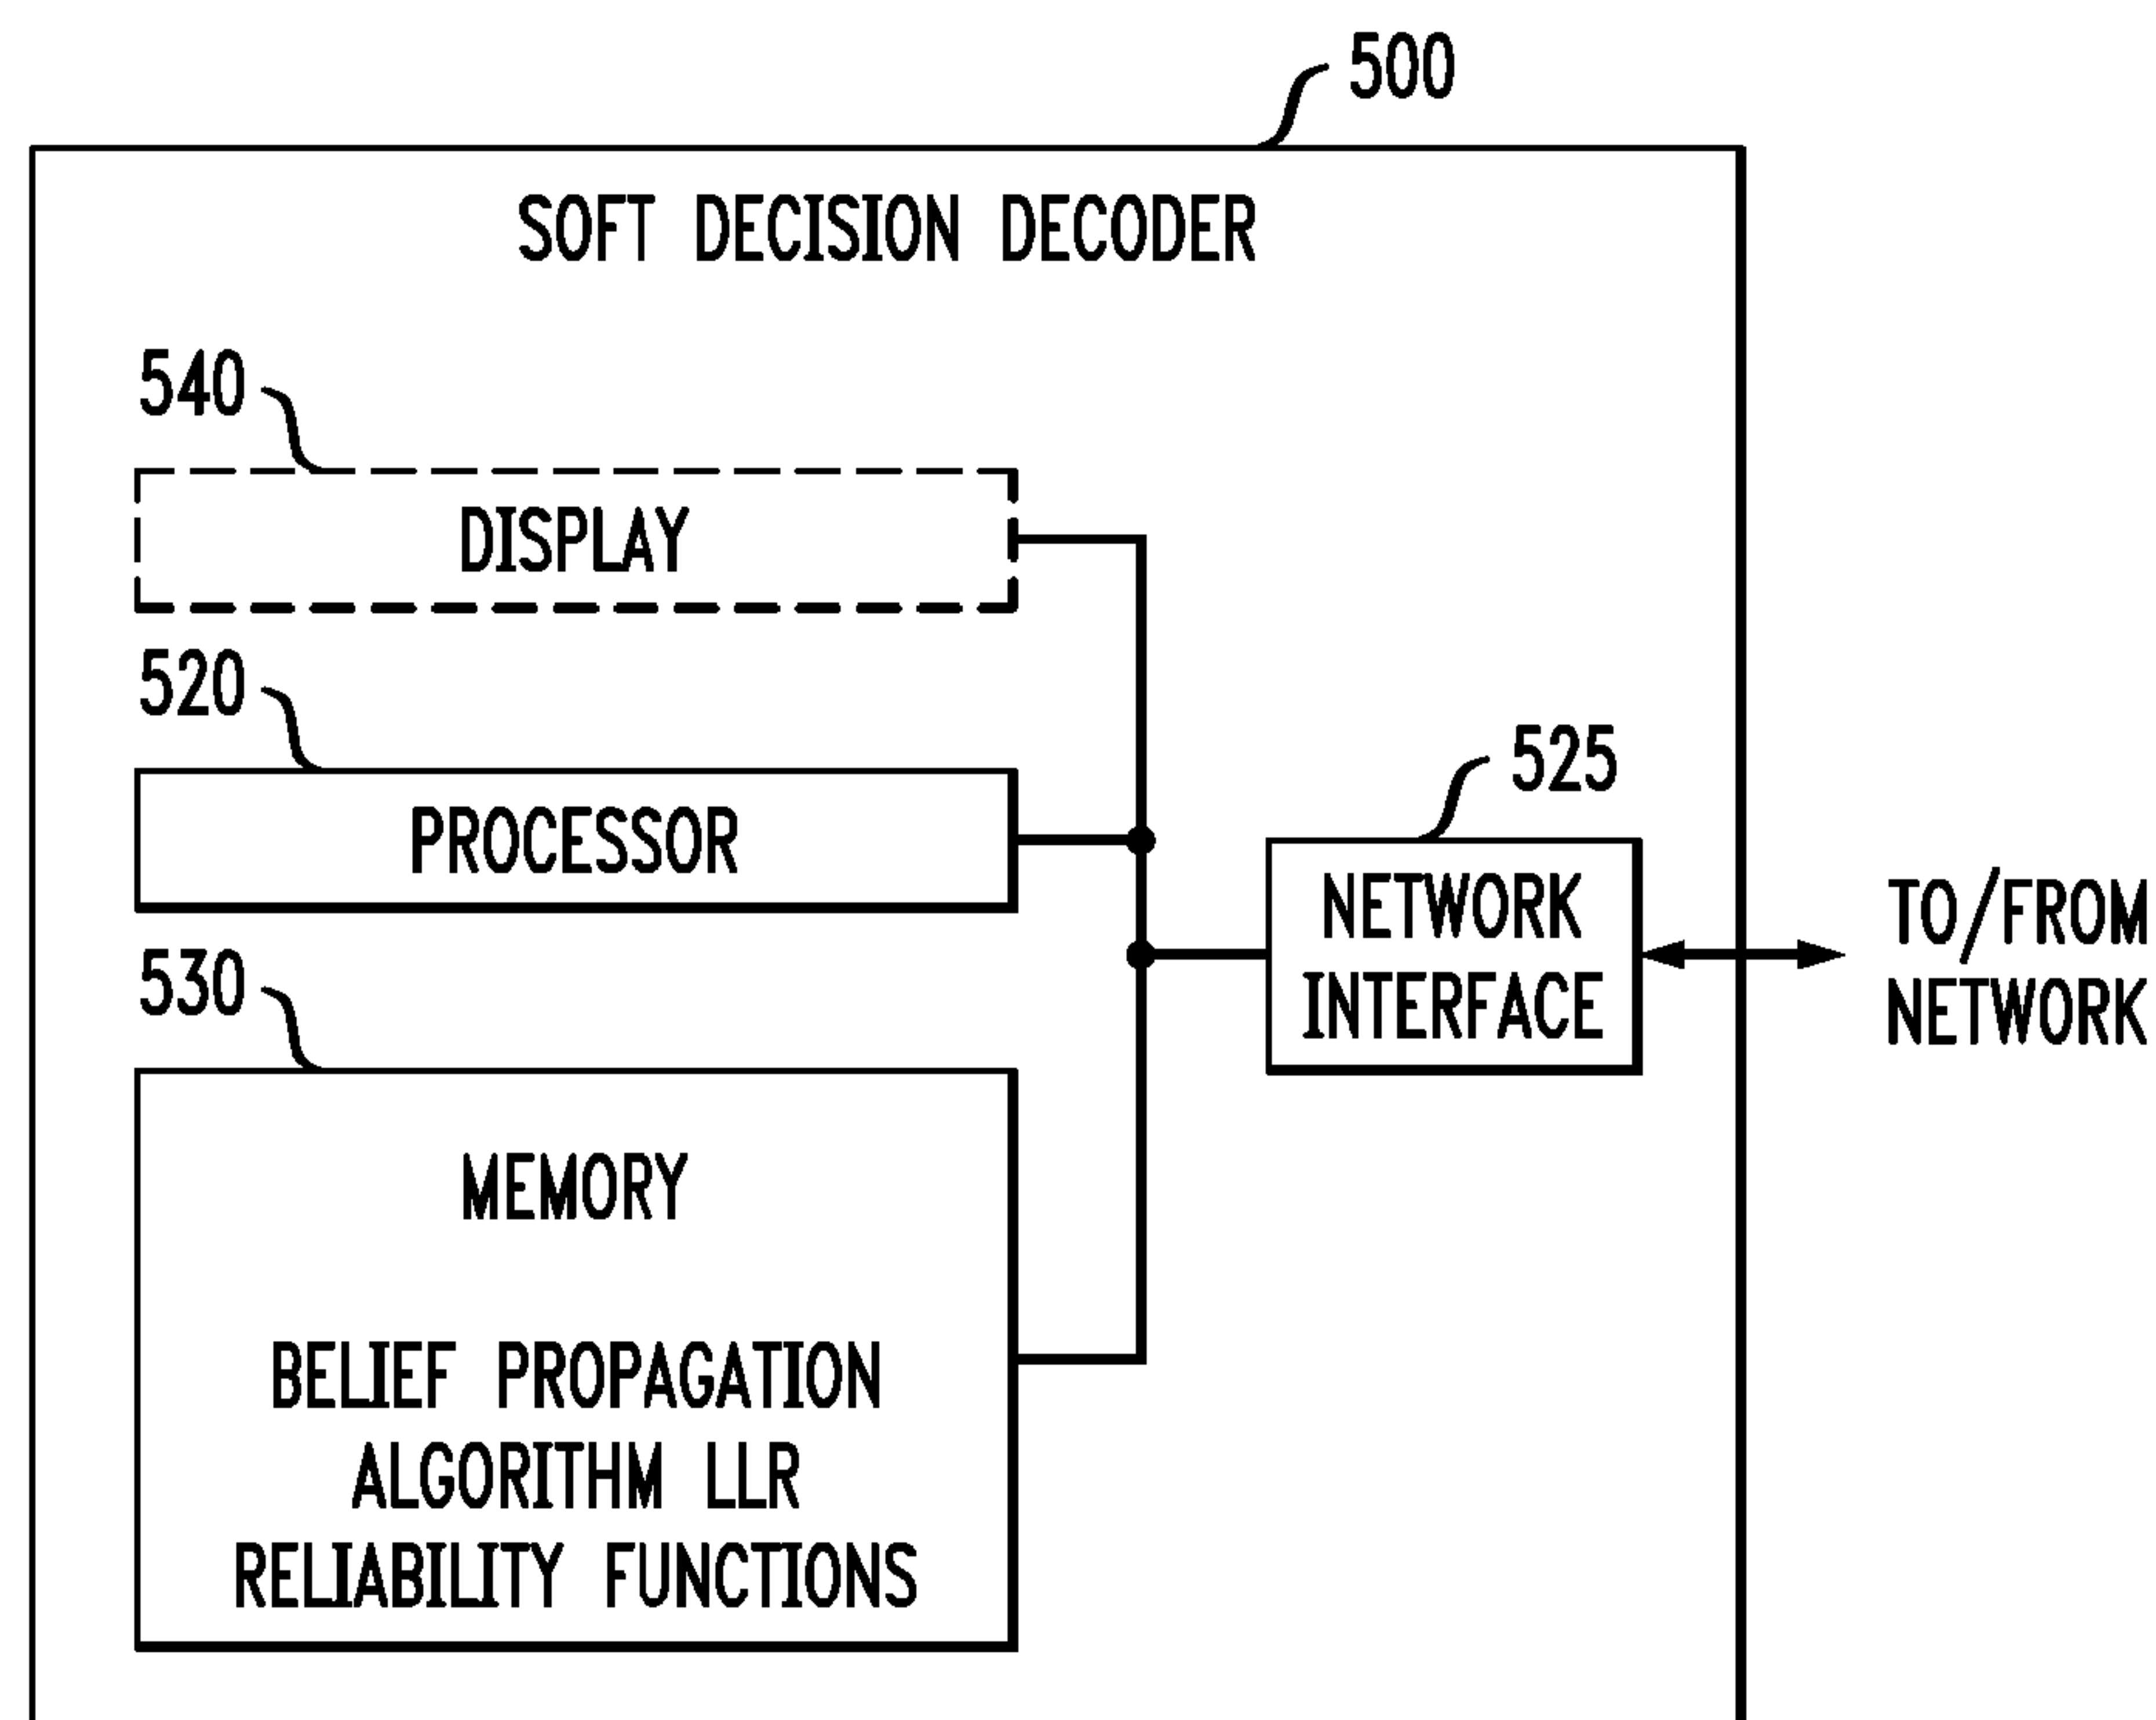 500
SOFT DECISION DECODER
540
DISPLAY
520
PROCESSOR
525
NETWORK
INTERFACE
TO/FROM
NETWORK
530
MEMORY
BELIEF PROPAGATION
ALGORITHM LLR
RELIABILITY FUNCTIONS